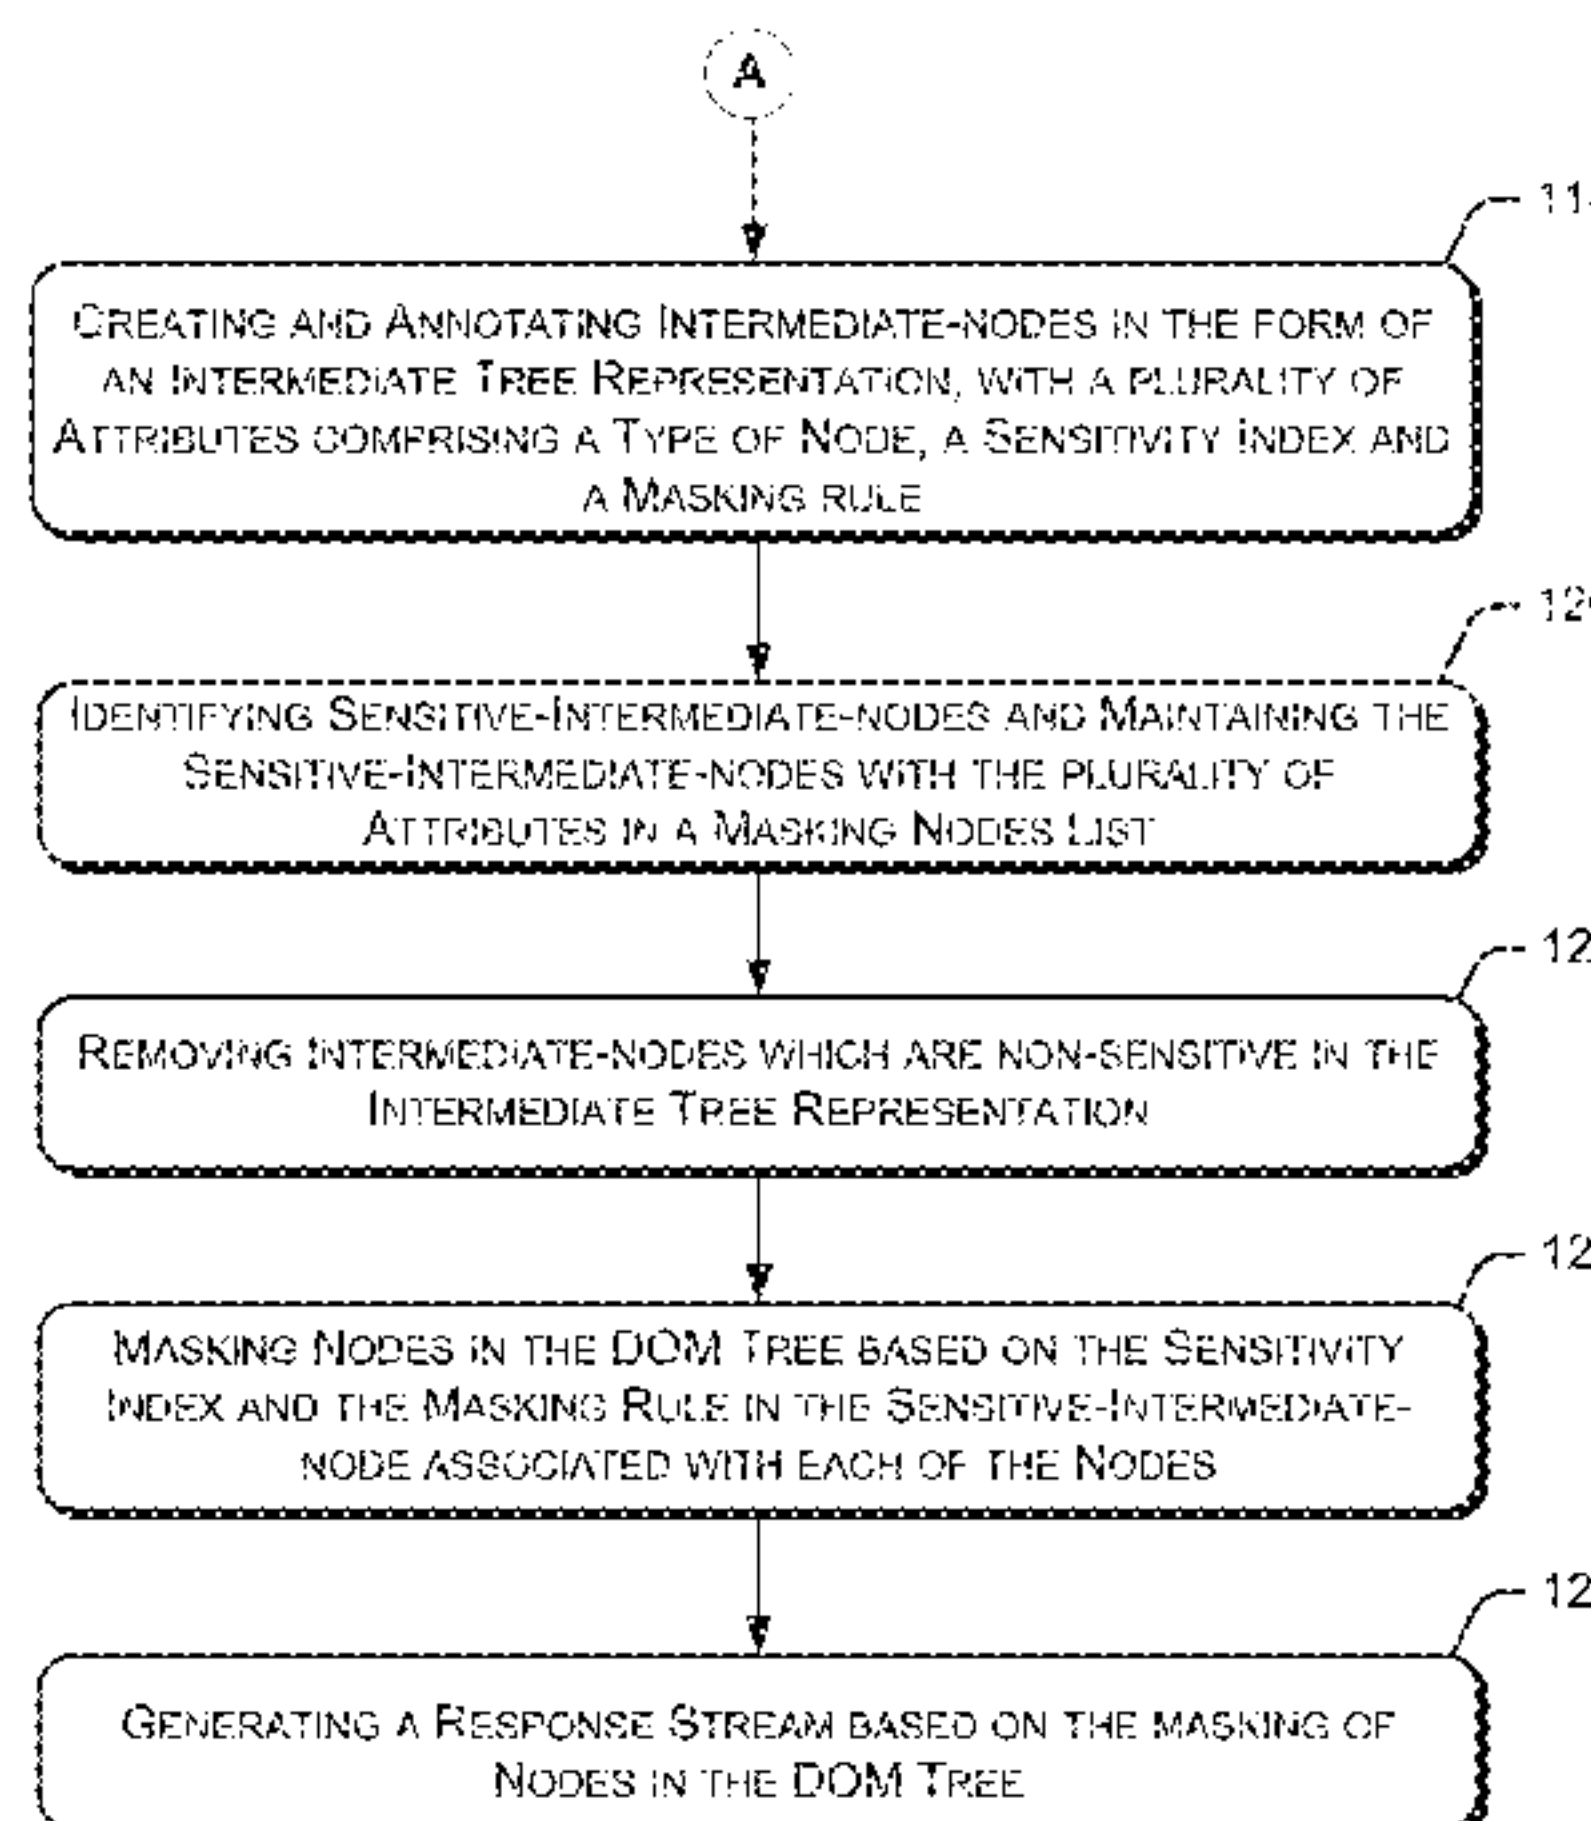 A
CREATING AND ANNOTATING INTERMEDIATE-NODES IN THE FORM OF
AN INTERMEDIATE TREE REPRESENTATION, WITH A PLURALITY OF
ATTRIBUTES COMPRISING A TYPE OF NODE, A SENSITIVITY INDEX AND
A MASKING RULE
IDENTIFYING SENSITIVE-INTERMEDIATE-NODES AND MAINTAINING THE
SENSITIVE-INTERMEDIATE-NODES WITH THE PLURALITY OF
ATTRIBUTES IN A MASKING NODES LIST
REMOVING INTERMEDIATE-NODES WHICH ARE NON-SENSITIVE IN THE
INTERMEDIATE TREE REPRESENTATION
MASKING NODES IN THE DOM TREE BASED ON THE SENSITIVITY
INDEX AND THE MASKING RULE IN THE SENSITIVE-INTERMEDIATE-
NODE ASSOCIATED WITH EACH OF THE NODES
GENERATING A RESPONSE STREAM BASED ON THE MASKING OF
NODES IN THE DOM TREE